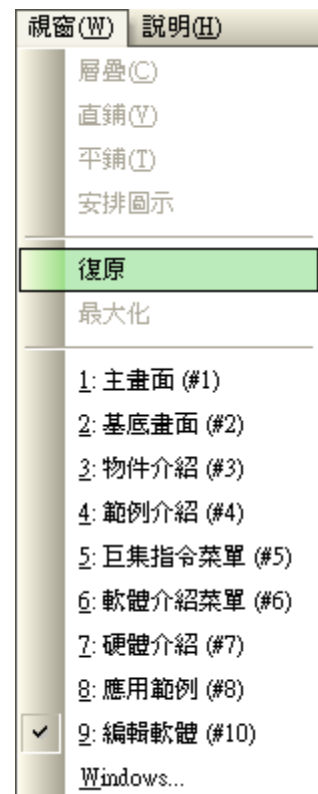 視窗(W) 說明(H)
層疊(C)
直鋪(V)
平鋪(T)
安排圖示
復原
最大化
1: 主畫面 (#1)
2: 基底畫面 (#2)
3: 物件介紹 (#3)
4: 範例介紹 (#4)
5: 巨集指令菜單 (#5)
6: 軟體介紹菜單 (#6)
7: 硬體介紹 (#7)
8: 應用範例 (#8)
9: 編輯軟體 (#10)
Windows...